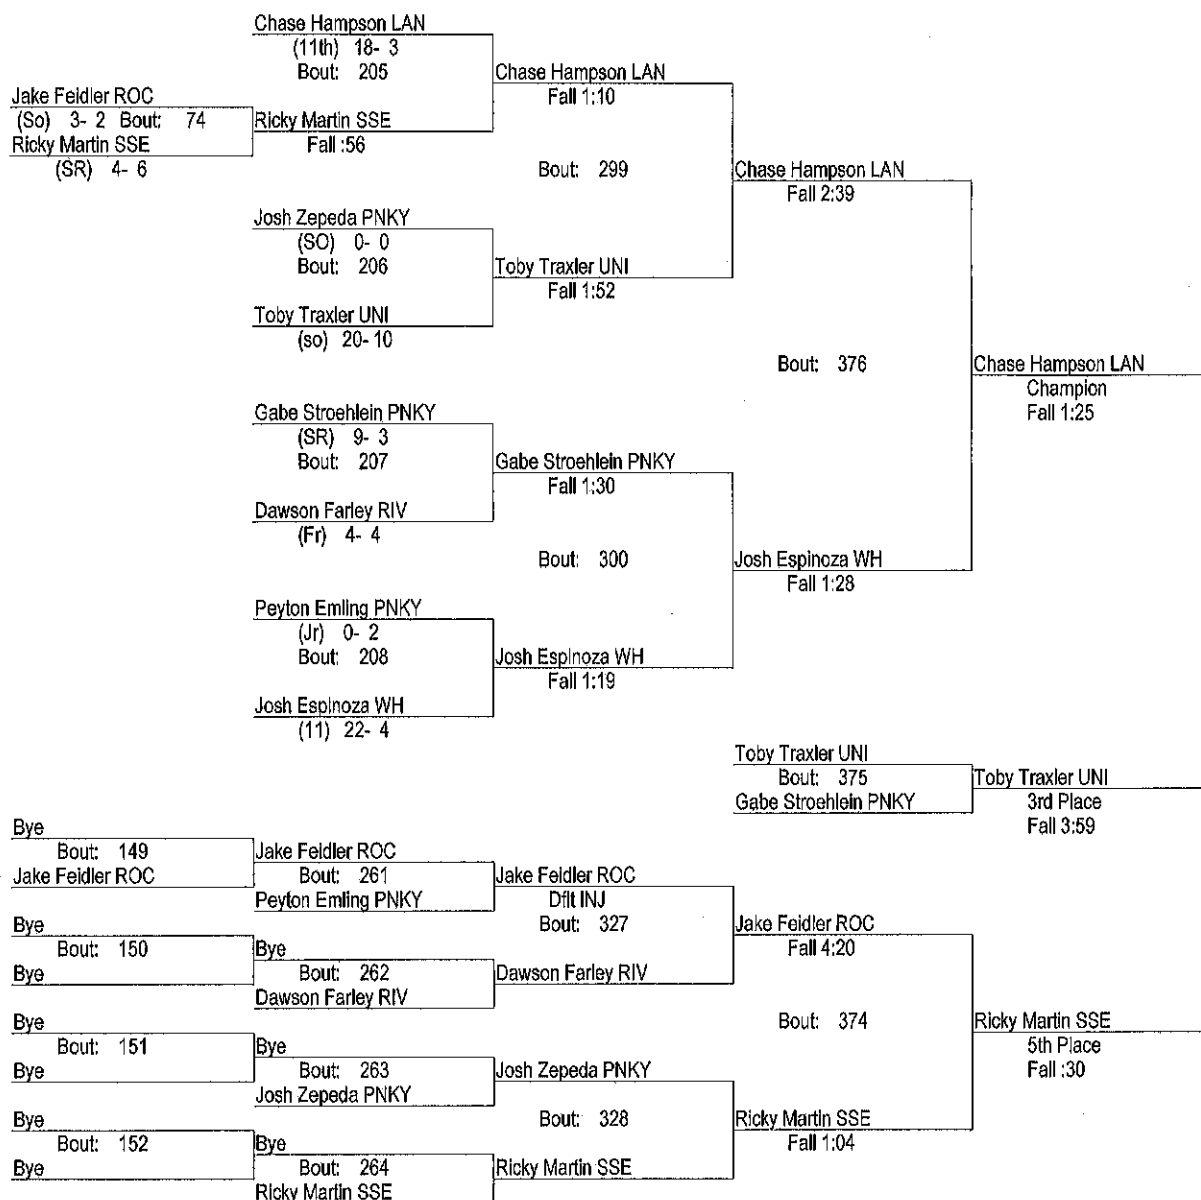 Chase Hampson LAN
(11th) 18- 3
Bout: 205
Chase Hampson LAN
Fall 1:10
Jake Feidler ROC
(So) 3- 2 Bout: 74
Ricky Martin SSE
(SR) 4- 6
Ricky Martin SSE
Fall :56
Bout: 299
Chase Hampson LAN
Fall 2:39
Josh Zepeda PNKY
(SO) 0- 0
Bout: 206
Toby Traxler UNI
Fall 1:52
Toby Traxler UNI
(so) 20- 10
Bout: 376
Chase Hampson LAN
Champion
Fall 1:25
Gabe Stroehlein PNKY
(SR) 9- 3
Bout: 207
Gabe Stroehlein PNKY
Fall 1:30
Dawson Farley RIV
(Fr) 4- 4
Bout: 300
Josh Espinoza WH
Fall 1:28
Peyton Emling PNKY
(Jr) 0- 2
Bout: 208
Josh Espinoza WH
Fall 1:19
Josh Espinoza WH
(11) 22- 4
Toby Traxler UNI
Bout: 375
Gabe Stroehlein PNKY
Toby Traxler UNI
3rd Place
Fall 3:59
Bye
Bout: 149
Jake Feidler ROC
Jake Feidler ROC
Bout: 261
Peyton Emling PNKY
Jake Feidler ROC
Dflt INJ
Bout: 327
Jake Feidler ROC
Fall 4:20
Bye
Bout: 150
Bye
Bye
Bout: 262
Dawson Farley RIV
Dawson Farley RIV
Bout: 374
Ricky Martin SSE
5th Place
Fall :30
Bye
Bout: 151
Bye
Bye
Bout: 263
Josh Zepeda PNKY
Josh Zepeda PNKY
Bout: 328
Ricky Martin SSE
Fall 1:04
Bye
Bout: 152
Bye
Bye
Bout: 264
Ricky Martin SSE
Ricky Martin SSE